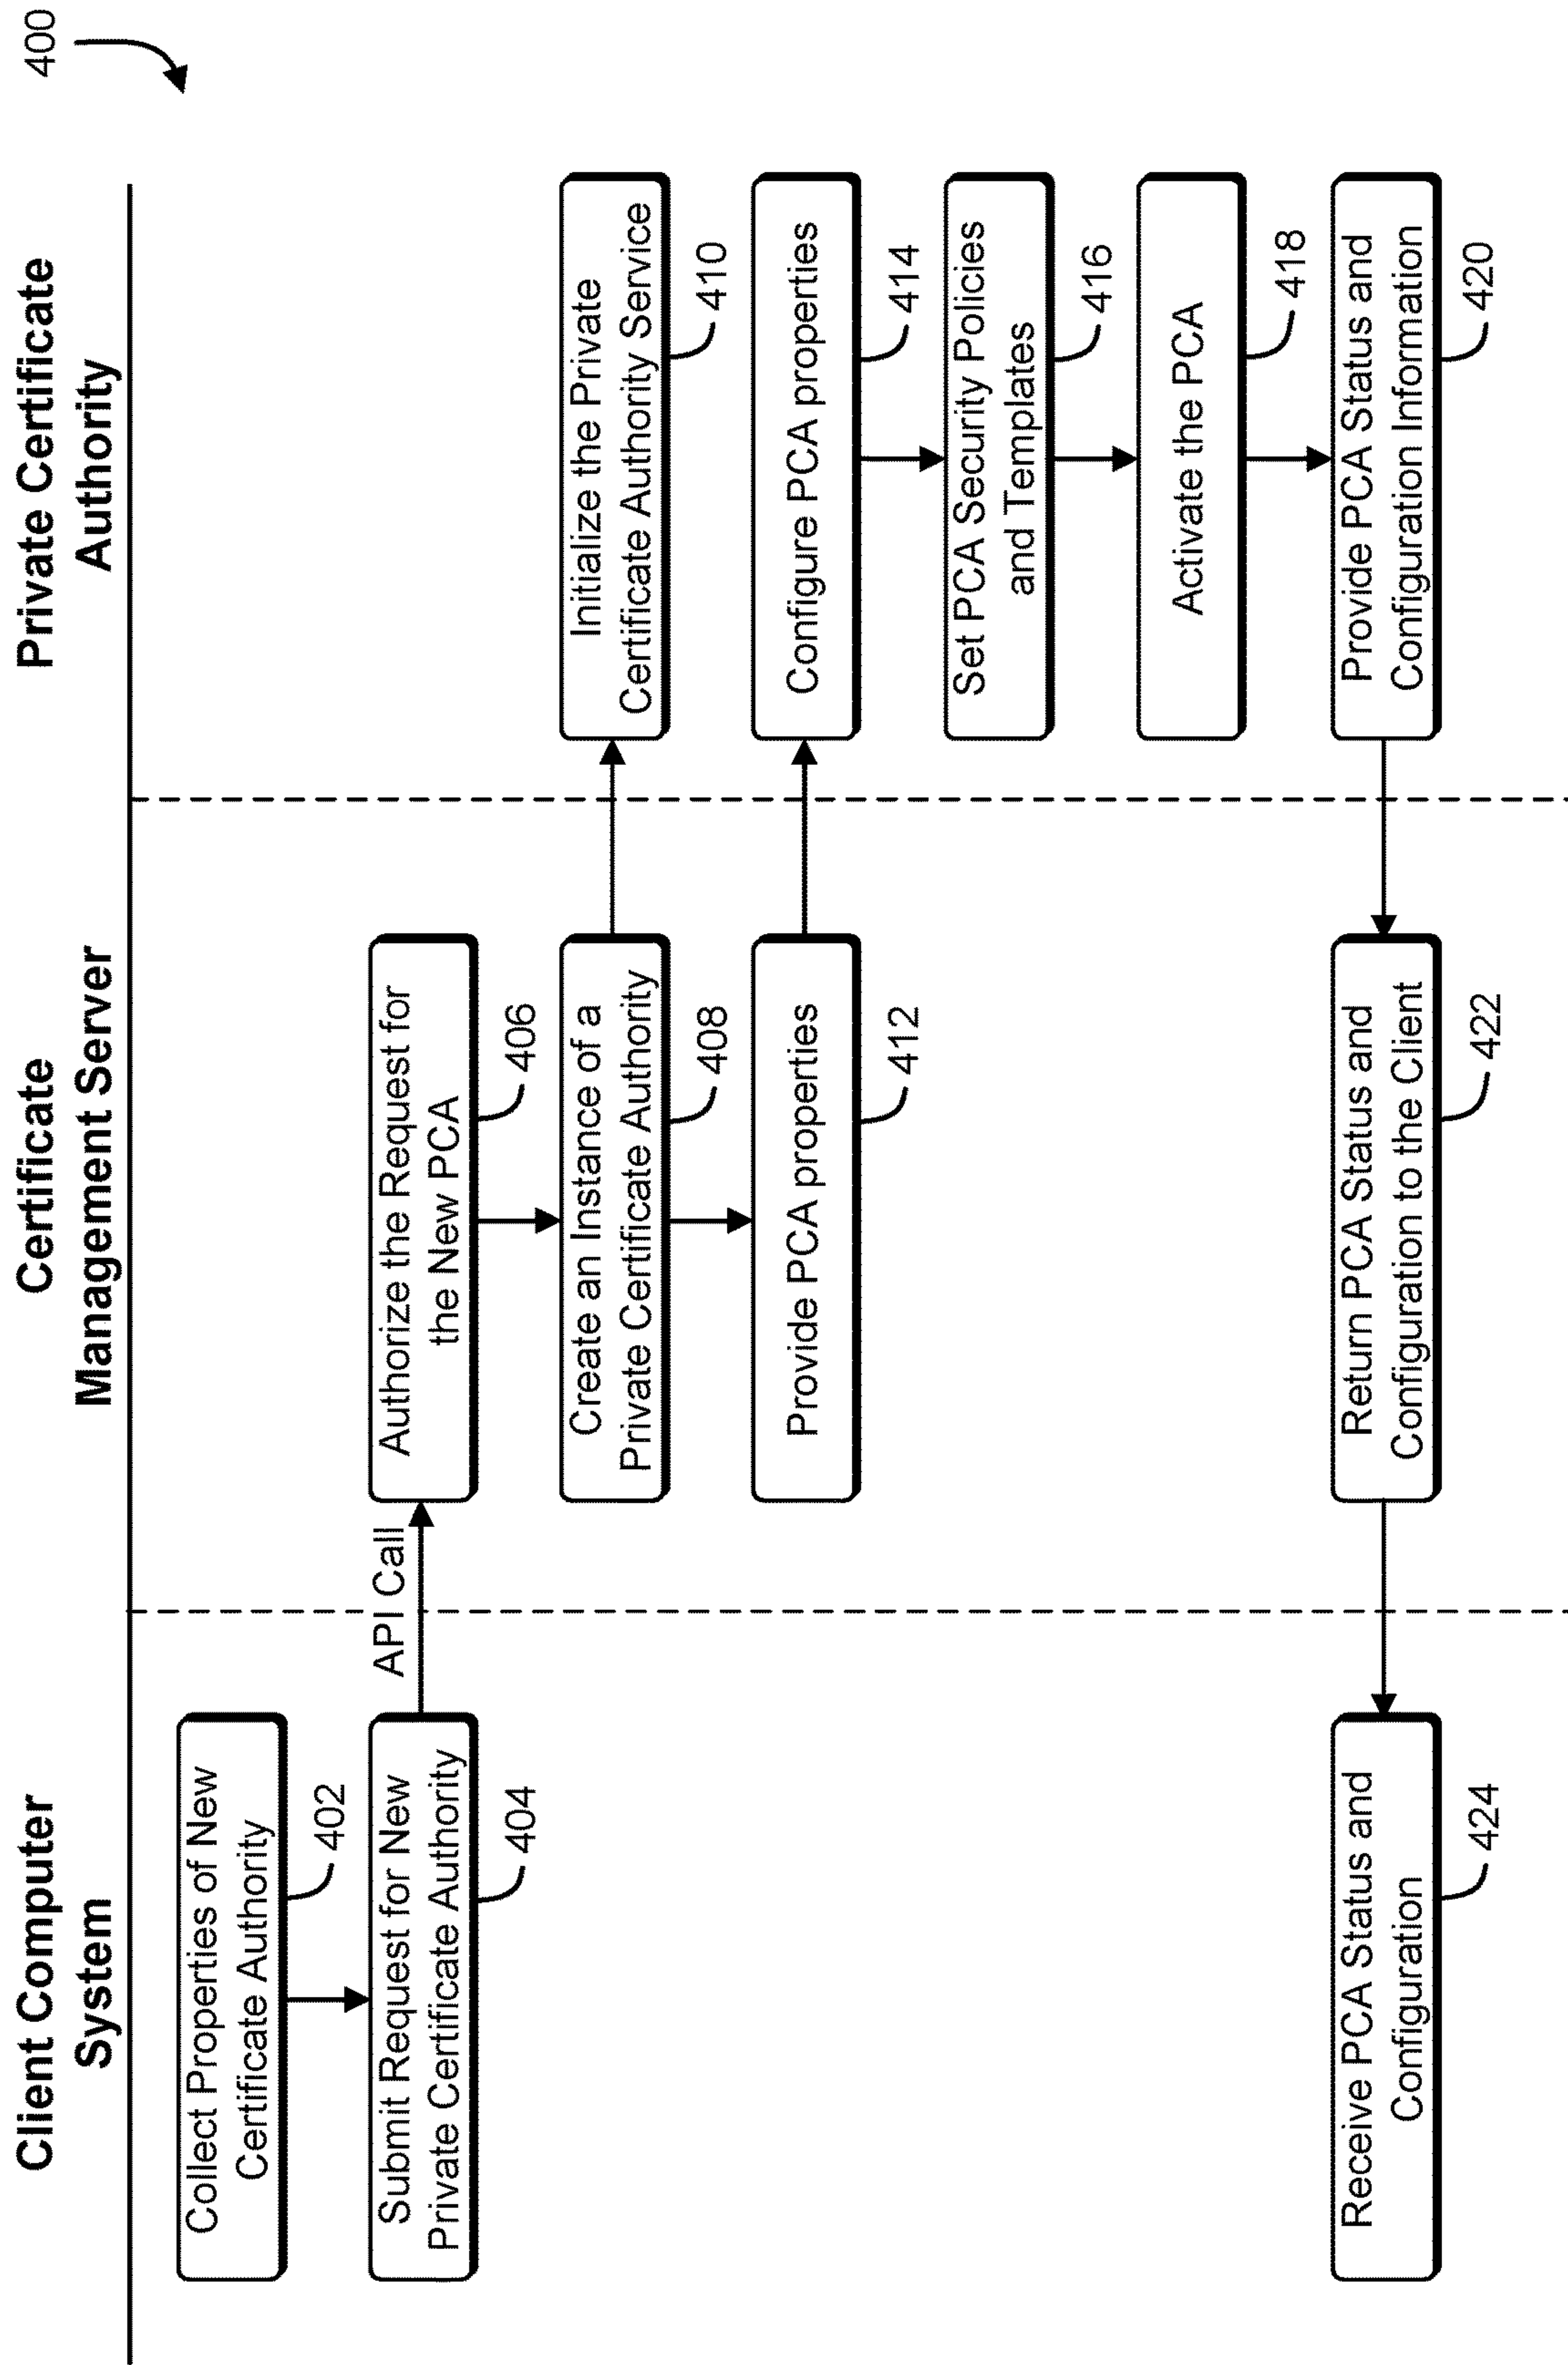 400
Client Computer
System
Certificate
Management Server
Private Certificate
Authority
Collect Properties of New
Certificate Authority
402
Submit Request for New
Private Certificate Authority
404
API Call
Authorize the Request for
the New PCA
406
Create an Instance of a
Private Certificate Authority
408
Initialize the Private
Certificate Authority Service
410
Provide PCA properties
412
Configure PCA properties
414
Set PCA Security Policies
and Templates
416
Activate the PCA
418
Provide PCA Status and
Configuration Information
420
Return PCA Status and
Configuration to the Client
422
Receive PCA Status and
Configuration
424